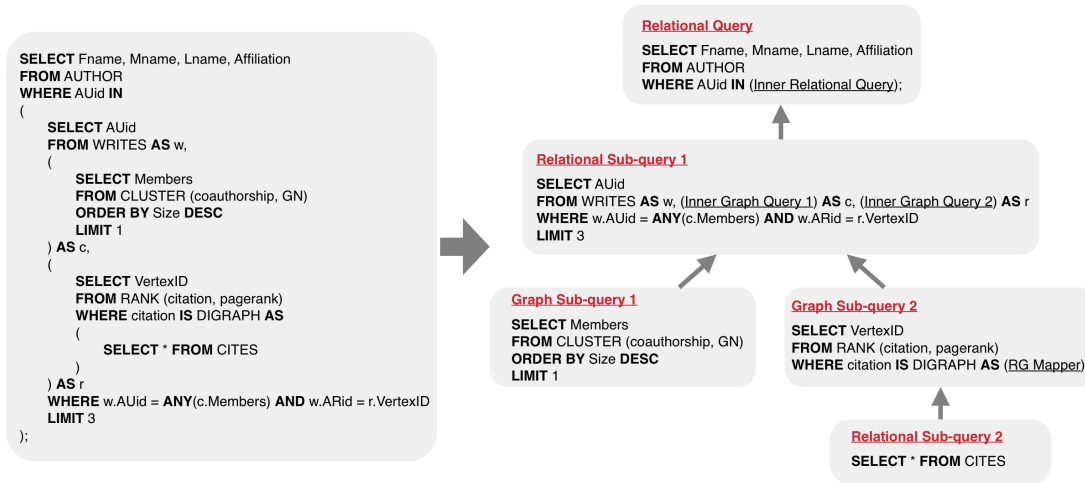 SELECT Fname, Mname, Lname, Affiliation
FROM AUTHOR
WHERE AUid IN
(
SELECT AUid
FROM WRITES AS w,
(
SELECT Members
FROM CLUSTER (coauthorship, GN)
ORDER BY Size DESC
LIMIT 1
) AS c,
(
SELECT VertexID
FROM RANK (citation, pagerank)
WHERE citation IS DIGRAPH AS
(
SELECT * FROM CITES
)
) AS r
WHERE w.AUid = ANY(c.Members) AND w.ARid = r.VertexID
LIMIT 3
);
Relational Query
SELECT Fname, Mname, Lname, Affiliation
FROM AUTHOR
WHERE AUid IN (Inner Relational Query);
Relational Sub-query 1
SELECT AUid
FROM WRITES AS w, (Inner Graph Query 1) AS c, (Inner Graph Query 2) AS r
WHERE w.AUid = ANY(c.Members) AND w.ARid = r.VertexID
LIMIT 3
Graph Sub-query 1
SELECT Members
FROM CLUSTER (coauthorship, GN)
ORDER BY Size DESC
LIMIT 1
Graph Sub-query 2
SELECT VertexID
FROM RANK (citation, pagerank)
WHERE citation IS DIGRAPH AS (RG Mapper)
Relational Sub-query 2
SELECT * FROM CITES